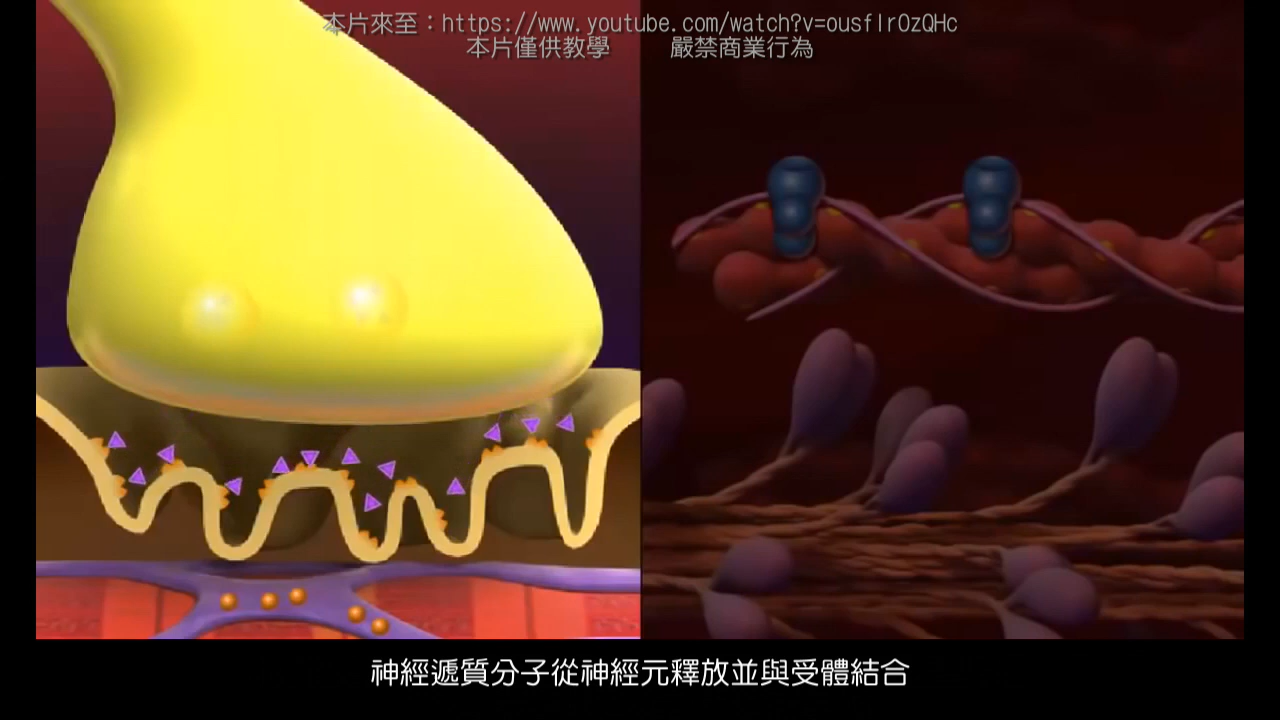 本片來至：https://www.youtube.com/watch?v=ousflrOzQHc
本片僅供教學 嚴禁商業行為
神經遞質分子從神經元釋放並與受體結合